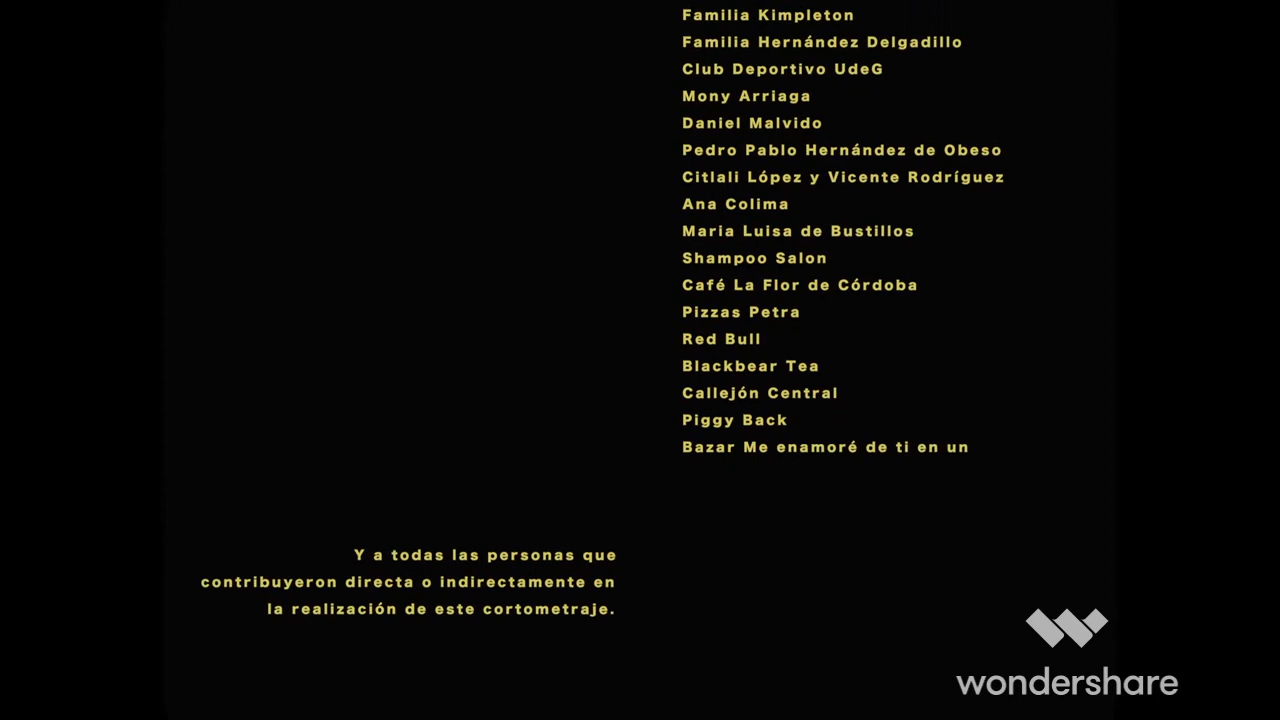 Familia Kimpleton
Familia Hernández Delgadillo
Club Deportivo UdeG
Mony Arriaga
Daniel Malvido
Pedro Pablo Hernández de Obeso
Citlali López y Vicente Rodríguez
Ana Colima
Maria Luisa de Bustillos
Shampoo Salon
Café La Flor de Córdoba
Pizzas Petra
Red Bull
Blackbear Tea
Callejón Central
Piggy Back
Bazar Me enamoré de ti en un
Y a todas las personas que
contribuyeron directa o indirectamente en
la realización de este cortometraje.
wondershare